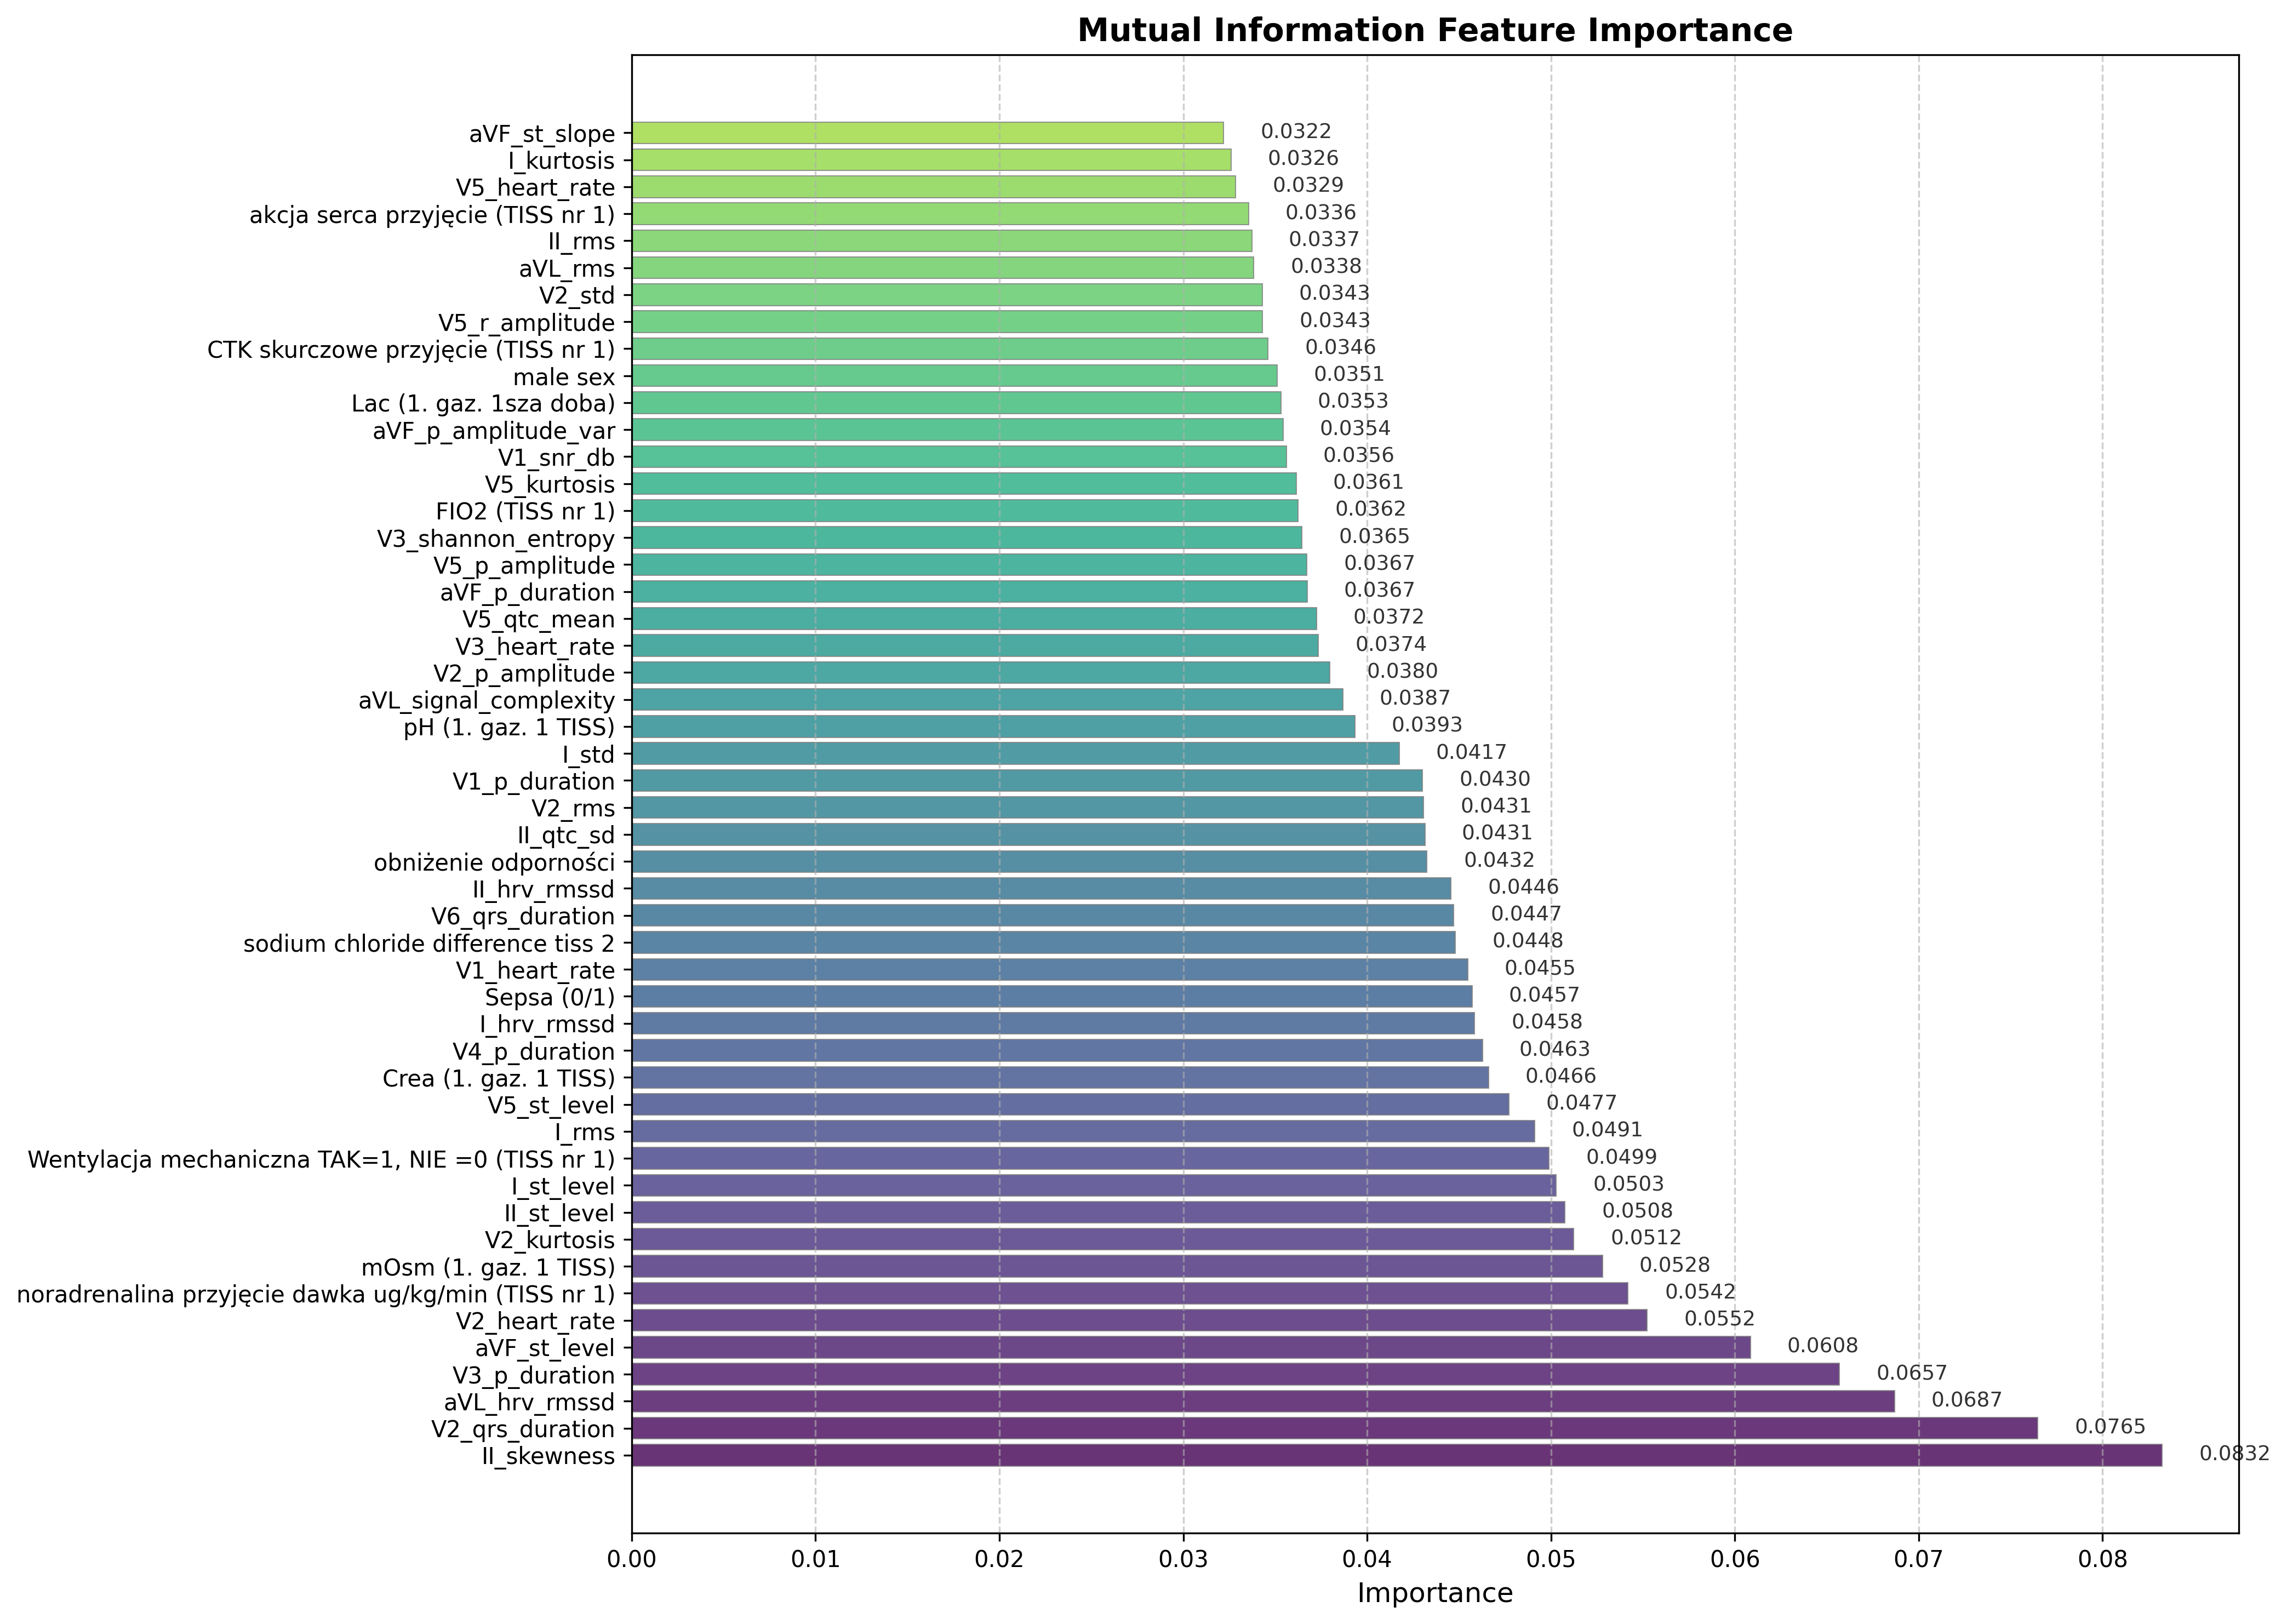 Mutual Information Feature Importance
aVF_st_slope 0.0322
I_kurtosis 0.0326
V5_heart_rate 0.0329
akcja serca przyjęcie (TISS nr 1) 0.0336
II_rms 0.0337
aVL_rms 0.0338
V2_std 0.0343
V5_r_amplitude 0.0343
CTK skurczowe przyjęcie (TISS nr 1) 0.0346
male sex 0.0351
Lac (1. gaz. 1sza doba) 0.0353
aVF_p_amplitude_var 0.0354
V1_snr_db 0.0356
V5_kurtosis 0.0361
FIO2 (TISS nr 1) 0.0362
V3_shannon_entropy 0.0365
V5_p_amplitude 0.0367
aVF_p_duration 0.0367
V5_qtc_mean 0.0372
V3_heart_rate 0.0374
V2_p_amplitude 0.0380
aVL_signal_complexity 0.0387
pH (1. gaz. 1 TISS) 0.0393
I_std 0.0417
V1_p_duration 0.0430
V2_rms 0.0431
II_qtc_sd 0.0431
obniżenie odporności 0.0432
II_hrv_rmssd 0.0446
V6_qrs_duration 0.0447
sodium chloride difference tiss 2 0.0448
V1_heart_rate 0.0455
Sepsa (0/1) 0.0457
I_hrv_rmssd 0.0458
V4_p_duration 0.0463
Crea (1. gaz. 1 TISS) 0.0466
V5_st_level 0.0477
I_rms 0.0491
Wentylacja mechaniczna TAK=1, NIE =0 (TISS nr 1) 0.0499
I_st_level 0.0503
II_st_level 0.0508
V2_kurtosis 0.0512
mOsm (1. gaz. 1 TISS) 0.0528
noradrenalina przyjęcie dawka ug/kg/min (TISS nr 1) 0.0542
V2_heart_rate 0.0552
aVF_st_level 0.0608
V3_p_duration 0.0657
aVL_hrv_rmssd 0.0687
V2_qrs_duration 0.0765
II_skewness 0.0832
0.00 0.01 0.02 0.03 0.04 0.05 0.06 0.07 0.08
Importance